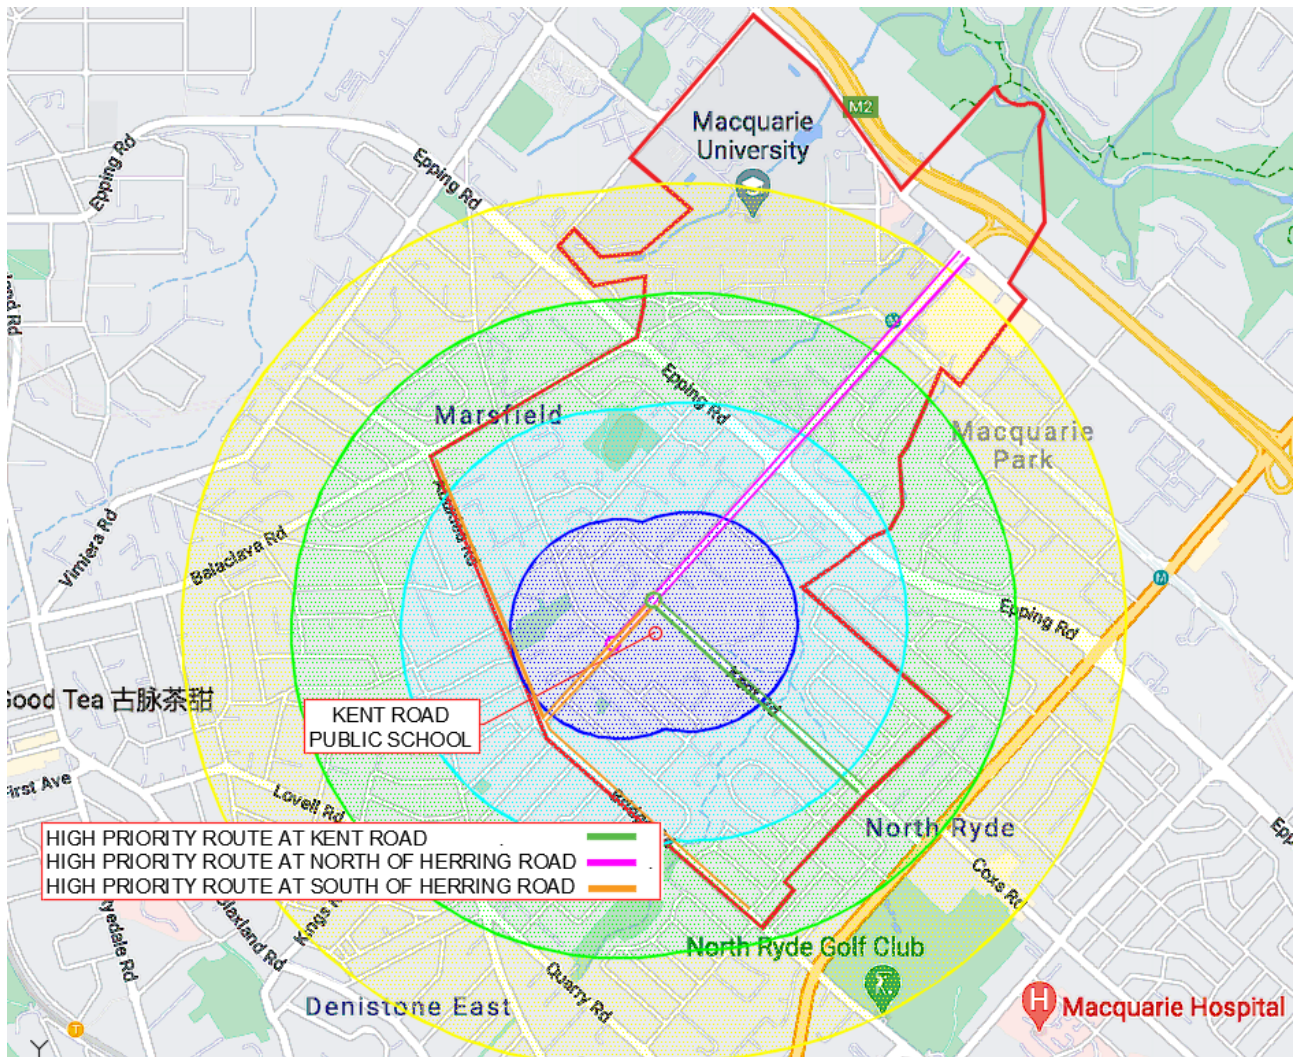 M2
Macquarie
University
Epping Rd
Epping Rd
Epping Rd
Marsfield
Macquarie
Park
M
M
Vimiera Rd
Balaclava Rd
Epping Rd
Good Tea 古脉茶甜
KENT ROAD
PUBLIC SCHOOL
Kent Rd
First Ave
Lovell Rd
North Ryde
HIGH PRIORITY ROUTE AT KENT ROAD
HIGH PRIORITY ROUTE AT NORTH OF HERRING ROAD
HIGH PRIORITY ROUTE AT SOUTH OF HERRING ROAD
Coxs Rd
Blaxland Rd
North Ryde Golf Club
Quarry Rd
Denistone East
H
Macquarie Hospital
T
Y